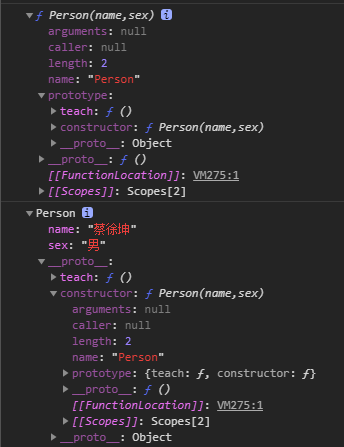 ▼ƒ Person(name,sex) i
arguments: null
caller: null
length: 2
name: "Person"
▼prototype:
▶teach: ƒ ()
▶constructor: ƒ Person(name,sex)
▶__proto__: Object
▶__proto__: ƒ ()
[[FunctionLocation]]: VM275:1
▶[[Scopes]]: Scopes[2]
▼Person i
name: "蔡徐坤"
sex: "男"
▼__proto__:
▶teach: ƒ ()
▼constructor: ƒ Person(name,sex)
arguments: null
caller: null
length: 2
name: "Person"
▶prototype: {teach: ƒ, constructor: ƒ}
▶__proto__: ƒ ()
[[FunctionLocation]]: VM275:1
▶[[Scopes]]: Scopes[2]
▶__proto__: Object